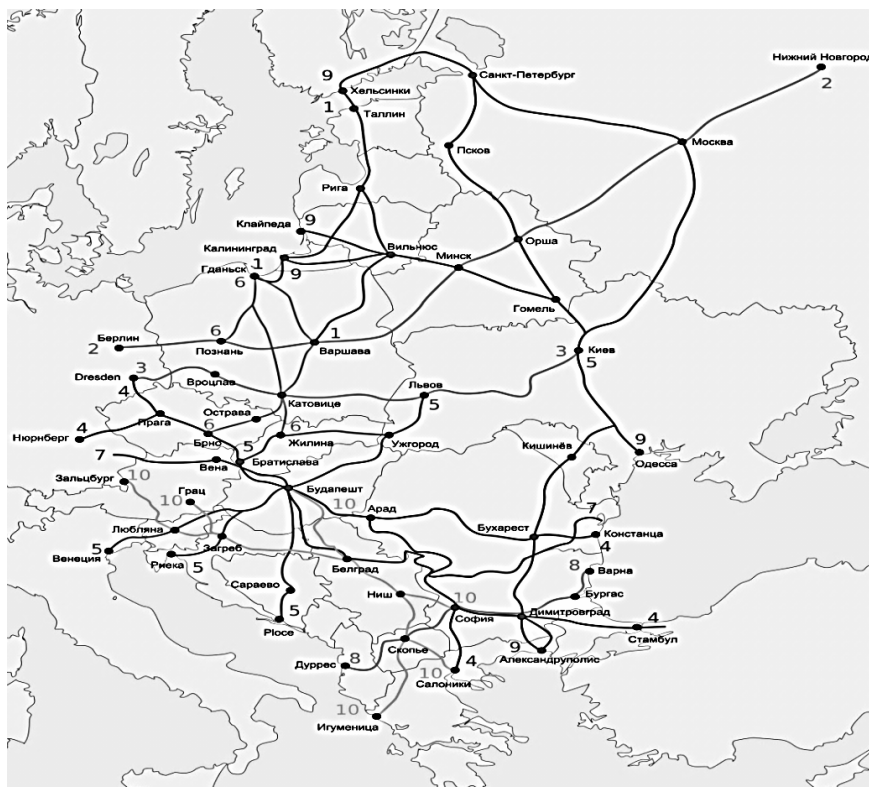 Нижний Новгород
2
9
Санкт-Петербург
Хельсинки
1
Таллин
Москва
Псков
Рига
Клайпеда
9
Орша
Калининград
Вильнюс
Минск
Гданьск
1
9
6
Гомель
Берлин
6
1
2
Познань
Варшава
3
Киев
5
Dresden
3
Вроцлав
4
Львов
Катовице
5
Острава
Прага
6
6
Нюрнберг
4
Брно
Жилина
Ужгород
Кишинёв
9
Одесса
7
5
Вена
Братислава
Зальцбург
10
Грац
10
Будапешт
10
Арад
7
Бухарест
Любляна
Констанца
4
Венеция
5
Загреб
Риека
5
Белград
8
Варна
Сараево
Ниш
10
Бургас
5
София
Димитровград
4
Ploce
Стамбул
Скопье
9
Александруполис
Дуррес
8
4
10
Салоники
10
Игуменица